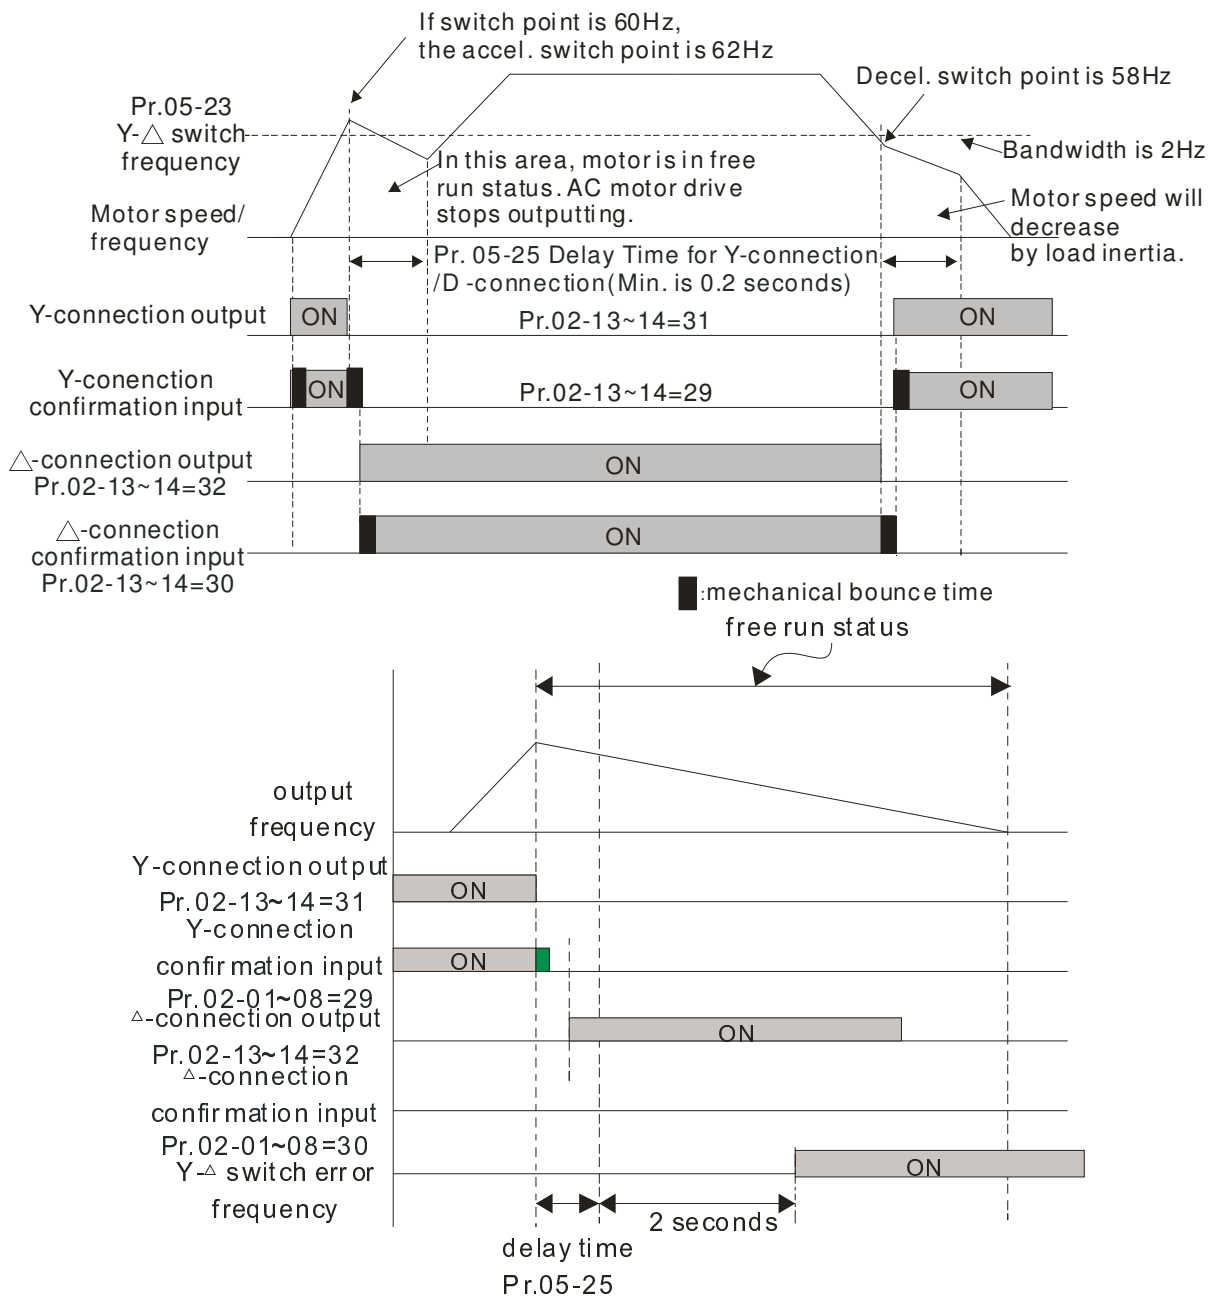 If switch point is 60Hz,
the accel. switch point is 62Hz
Decel. switch point is 58Hz
Pr.05-23
Y-△ switch
frequency
Bandwidth is 2Hz
In this area, motor is in free
run status. AC motor drive
stops outputting.
Motor speed will
decrease
by load inertia.
Motor speed/
frequency
Pr. 05-25 Delay Time for Y-connection
/D -connection(Min. is 0.2 seconds)
Y-connection output
ON
Pr.02-13~14=31
ON
Y-conenction
confirmation input
ON
Pr.02-13~14=29
ON
△-connection output
Pr.02-13~14=32
ON
△-connection
confirmation input
Pr.02-13~14=30
ON
:mechanical bounce time
free run status
output
frequency
Y-connection output
Pr.02-13~14=31
ON
Y-connection
confirmation input
Pr.02-01~08=29
ON
△-connection output
Pr.02-13~14=32
ON
△-connection
confirmation input
Pr.02-01~08=30
Y-△ switch error
frequency
ON
2 seconds
delay time
Pr.05-25